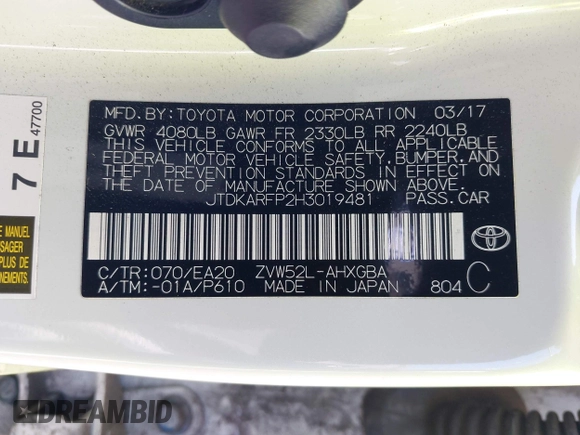 MFD.BY:TOYOTA MOTOR CORPORATION 03/17
GVWR 4080LB GAWR FR 2330LB RR 2240LB
THIS VEHICLE CONFORMS TO ALL APPLICABLE
FEDERAL MOTOR VEHICLE SAFETY,BUMPER,AND
THEFT PREVENTION STANDARDS IN EFFECT ON
THE DATE OF MANUFACTURE SHOWN ABOVE.
JTDKARFP2H3019481 PASS.CAR
TOYOTA
C/TR:070/EA20 ZVW52L-AHXGBA
A/TM:-01A/P610 MADE IN JAPAN 804 C
7 E
47700
E MANUEL
SAGER
PLUS DE
TIONS.
DREAMBID